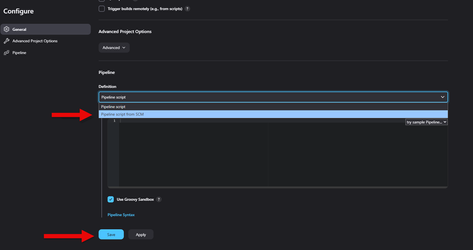 Configure
Trigger builds remotely (e.g., from scripts) ?
General
Advanced Project Options
Pipeline
Advanced Project Options
Advanced
Pipeline
Definition
Pipeline script
Pipeline script
Pipeline script from SCM
1
try sample Pipeline...
Use Groovy Sandbox ?
Pipeline Syntax
Save
Apply